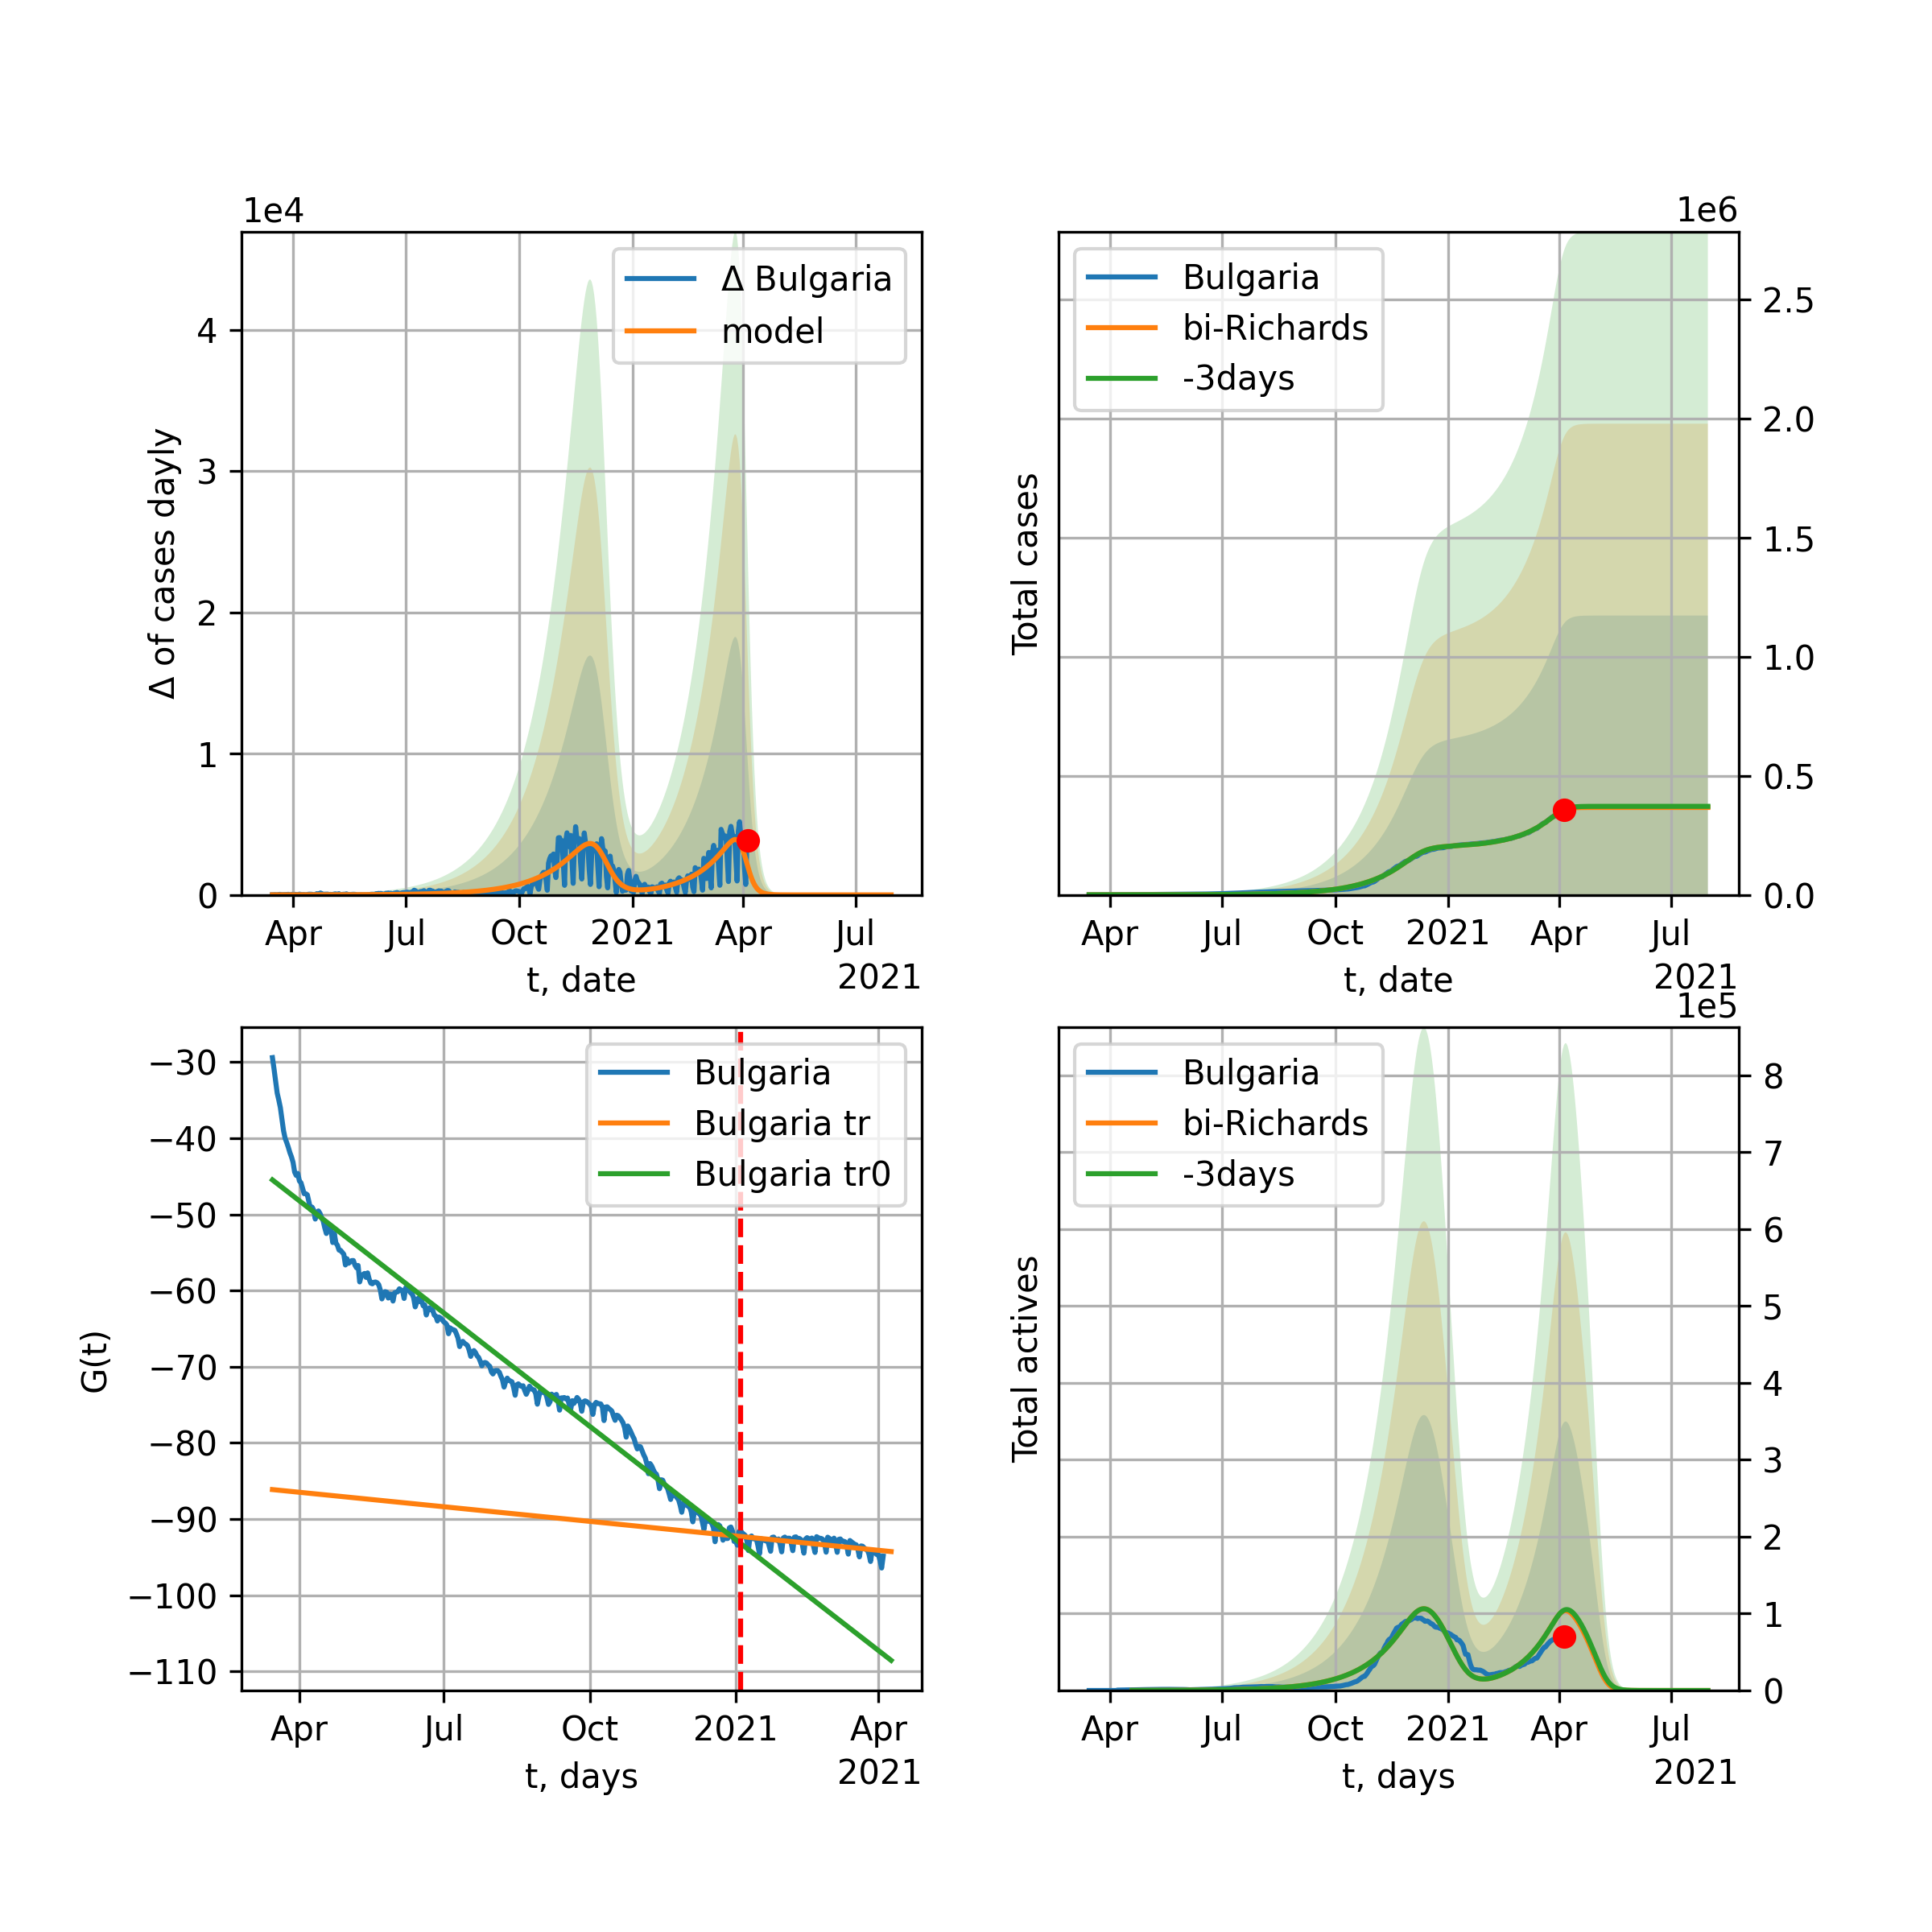 1e4
Δ Bulgaria
model
4
3
2
1
0
Δ of cases dayly
Apr Jul Oct 2021 Apr Jul
2021
t, date
1e6
Bulgaria
bi-Richards
-3days
2.5
2.0
1.5
1.0
0.5
0.0
Total cases
Apr Jul Oct 2021 Apr Jul
2021
t, date
Bulgaria
Bulgaria tr
Bulgaria tr0
−30
−40
−50
−60
−70
−80
−90
−100
−110
G(t)
Apr Jul Oct 2021 Apr
2021
t, days
1e5
Bulgaria
bi-Richards
-3days
8
7
6
5
4
3
2
1
0
Total actives
Apr Jul Oct 2021 Apr Jul
2021
t, days